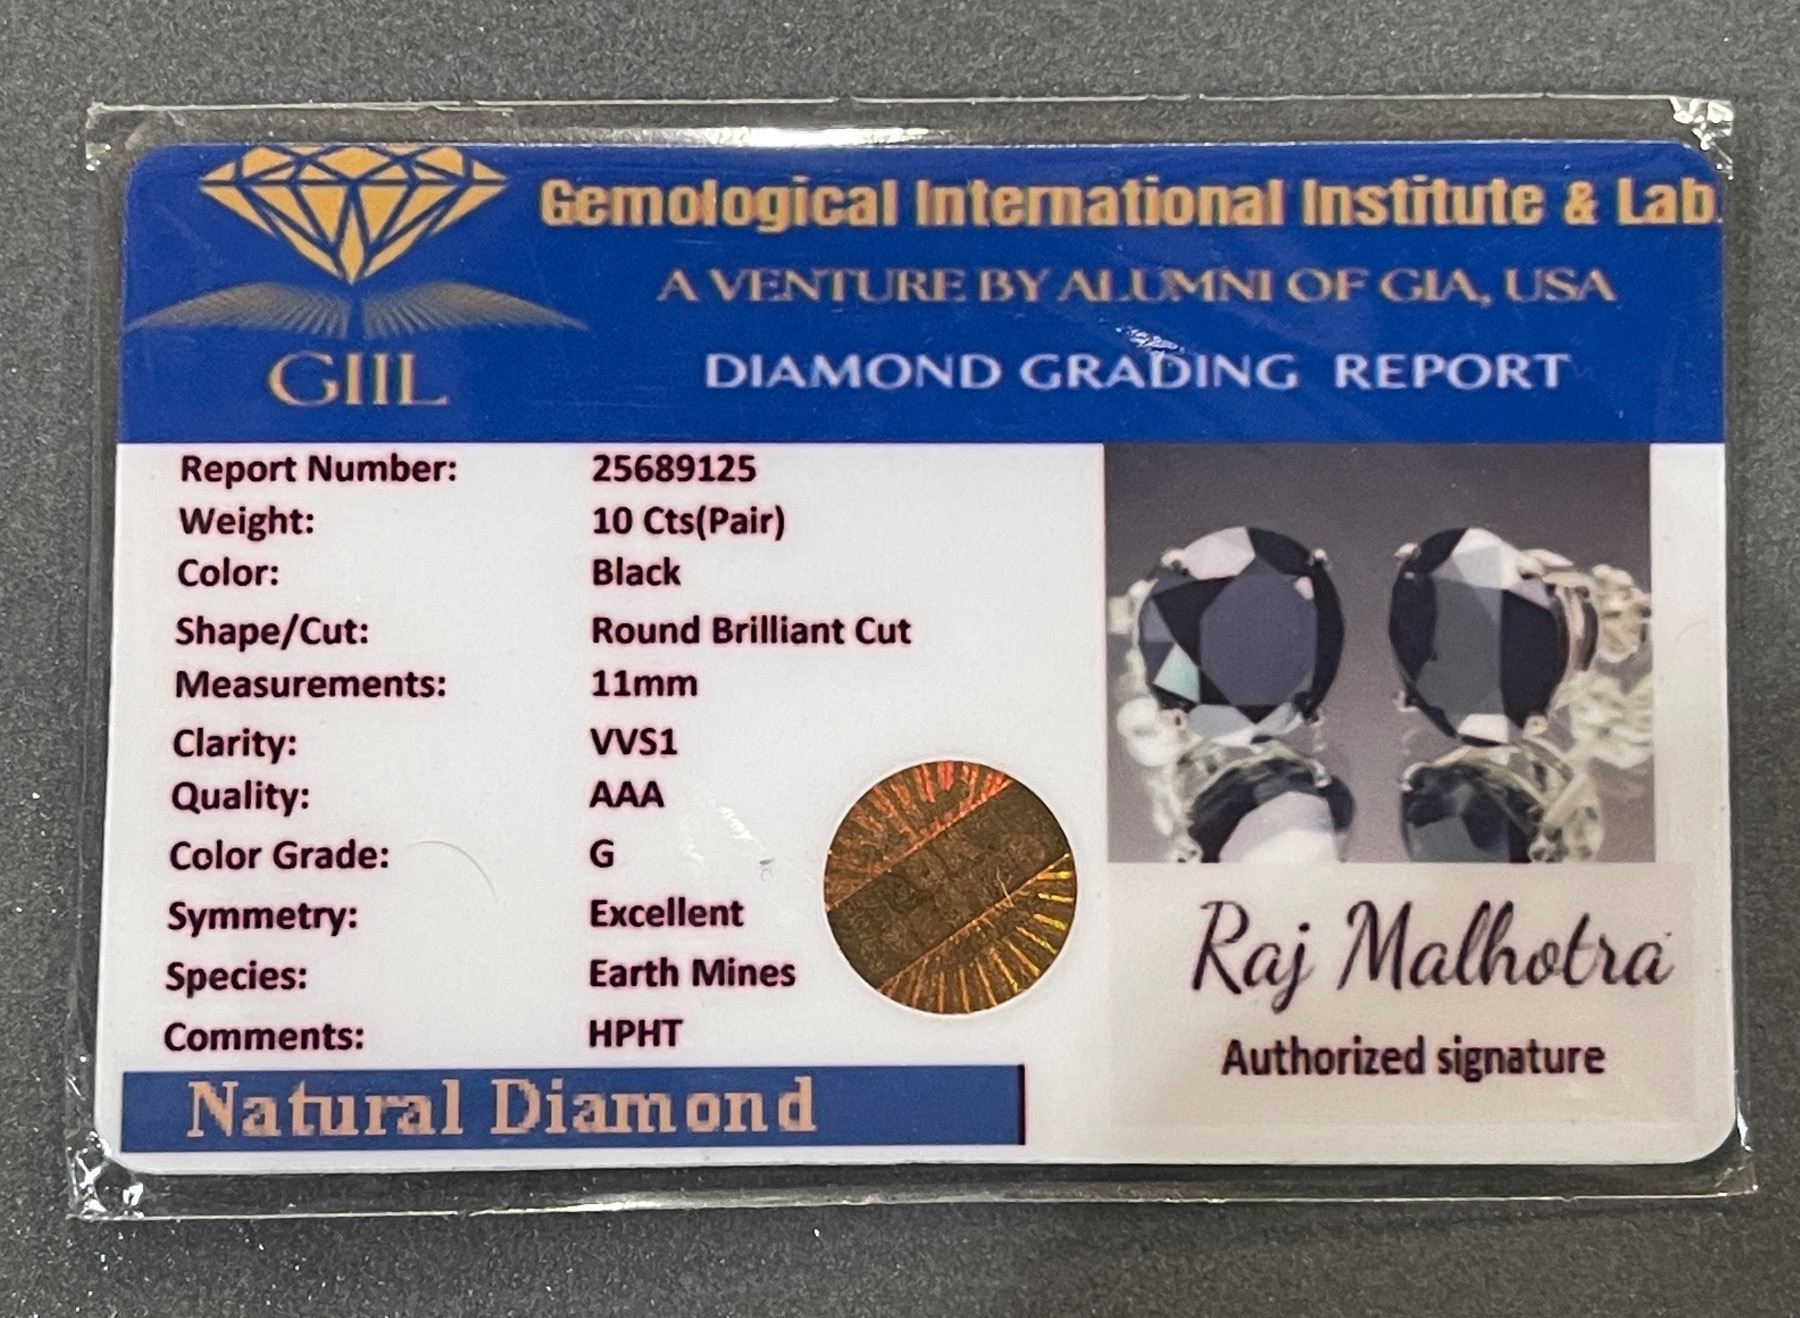 Gemological International Institute & Lab.
A VENTURE BY ALUMNI OF GIA, USA
GIIL
DIAMOND GRADING REPORT
Report Number: 25689125
Weight: 10 Cts(Pair)
Color: Black
Shape/Cut: Round Brilliant Cut
Measurements: 11mm
Clarity: VVS1
Quality: AAA
Color Grade: G
Symmetry: Excellent
Species: Earth Mines
Comments: HPHT
Natural Diamond
Raj Malhotra
Authorized signature